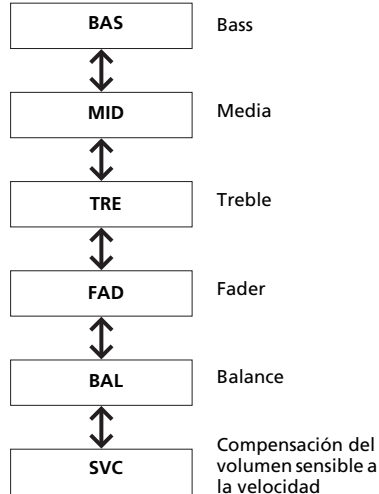 BAS Bass
MID Media
TRE Treble
FAD Fader
BAL Balance
SVC Compensación del
volumen sensible a
la velocidad